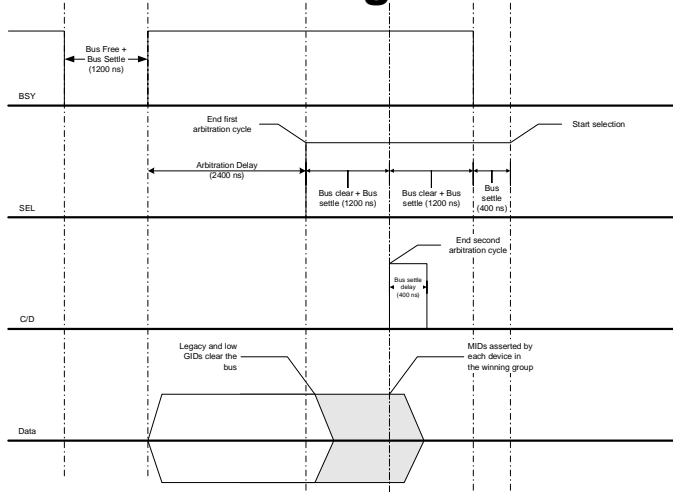 Bus Free +
Bus Settle
(1200 ns)
BSY
End first
arbitration cycle
Start selection
Arbitration Delay
(2400 ns)
Bus clear + Bus
settle (1200 ns)
Bus clear + Bus
settle (1200 ns)
Bus
settle
(400 ns)
SEL
End second
arbitration cycle
Bus settle
delay
(400 ns)
C/D
Legacy and low
GIDs clear the
bus
MIDs asserted by
each device in
the winning group
Data